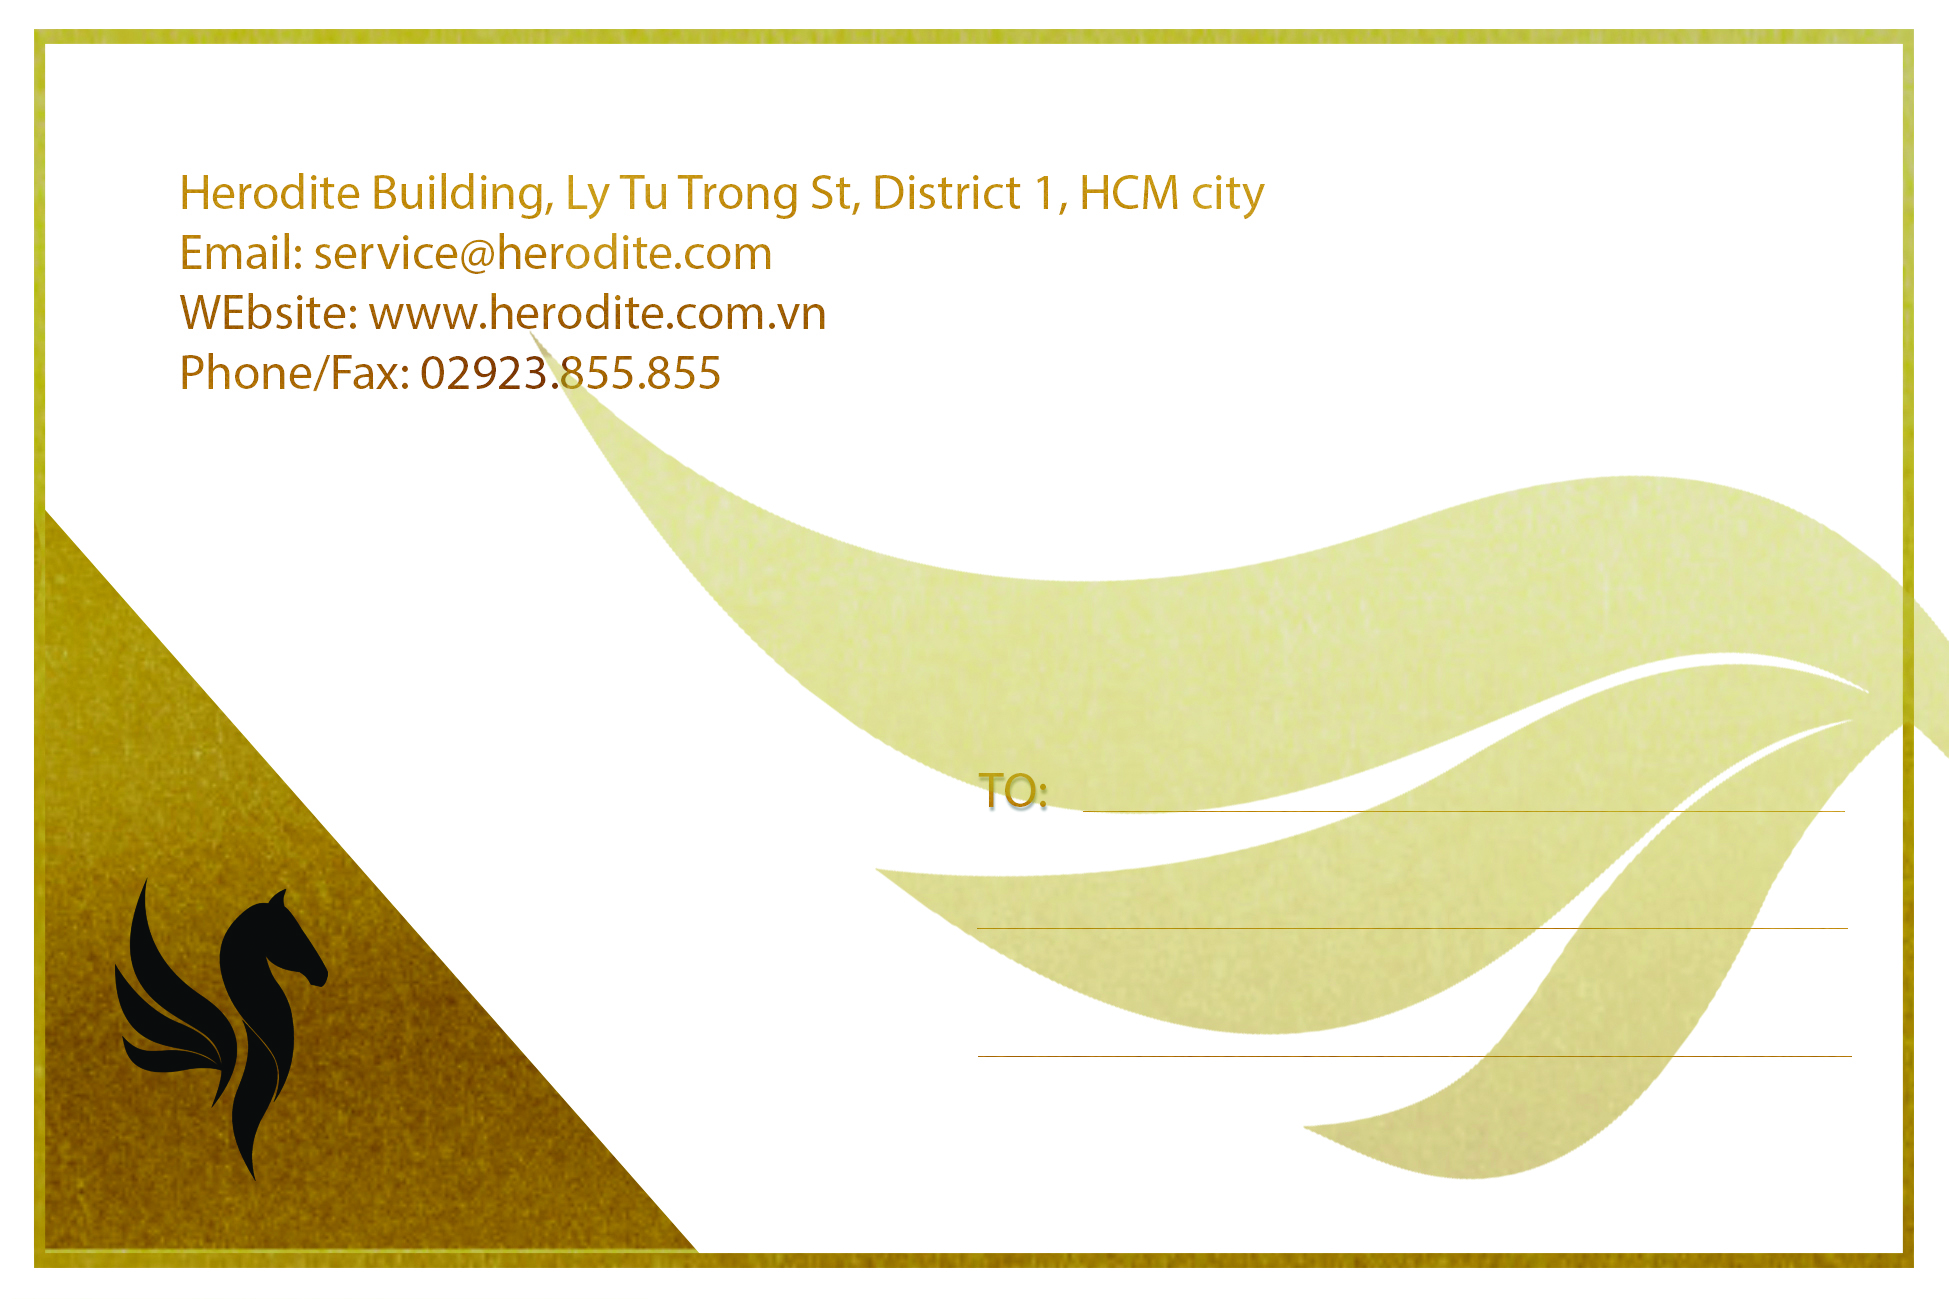 Herodite Building, Ly Tu Trong St, District 1, HCM city
Email: service@herodite.com
WEbsite: www.herodite.com.vn
Phone/Fax: 02923.855.855
TO: